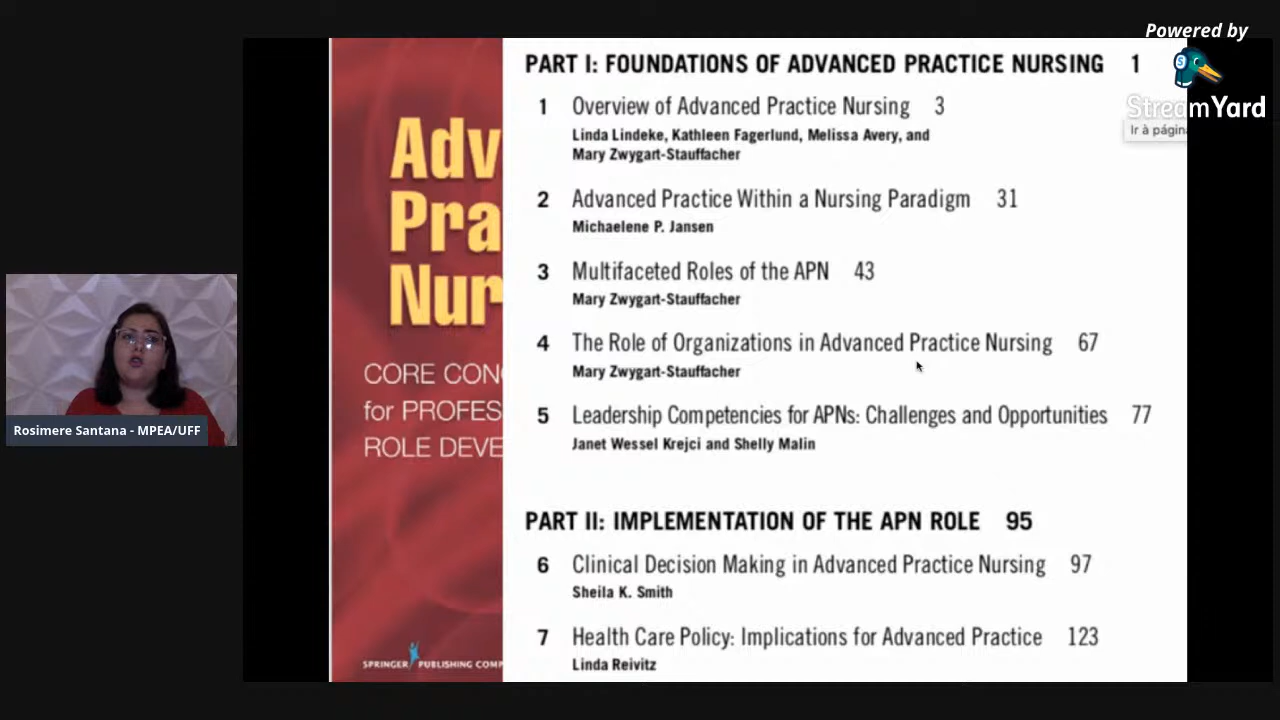 Powered by
StreamYard
Ir à págin
PART I: FOUNDATIONS OF ADVANCED PRACTICE NURSING 1
1 Overview of Advanced Practice Nursing 3
Linda Lindeke, Kathleen Fagerlund, Melissa Avery, and
Mary Zwygart-Stauffacher
2 Advanced Practice Within a Nursing Paradigm 31
Michaelene P. Jansen
3 Multifaceted Roles of the APN 43
Mary Zwygart-Stauffacher
4 The Role of Organizations in Advanced Practice Nursing 67
Mary Zwygart-Stauffacher
5 Leadership Competencies for APNs: Challenges and Opportunities 77
Janet Wessel Krejci and Shelly Malin
PART II: IMPLEMENTATION OF THE APN ROLE 95
6 Clinical Decision Making in Advanced Practice Nursing 97
Sheila K. Smith
7 Health Care Policy: Implications for Advanced Practice 123
Linda Reivitz
Adv
Pra
Nur
CORE CON
for PROFES
ROLE DEVE
SPRINGER PUBLISHING COMP
Rosimere Santana - MPEA/UFF